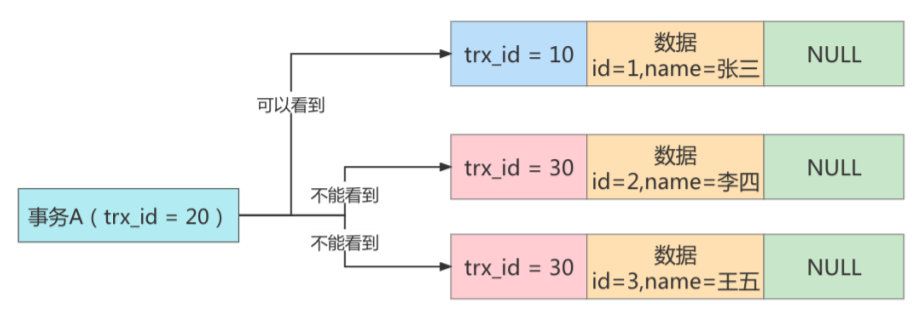 trx_id = 10
数据
id=1,name=张三
NULL
可以看到
trx_id = 30
数据
id=2,name=李四
NULL
不能看到
事务A（trx_id = 20）
不能看到
trx_id = 30
数据
id=3,name=王五
NULL